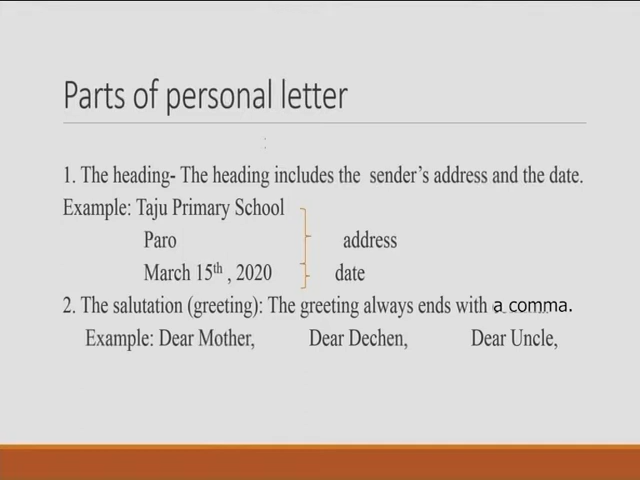 Parts of personal letter
1. The heading- The heading includes the sender's address and the date.
Example: Taju Primary School
Paro address
March 15th , 2020 date
2. The salutation (greeting): The greeting always ends with a comma.
Example: Dear Mother, Dear Dechen, Dear Uncle,